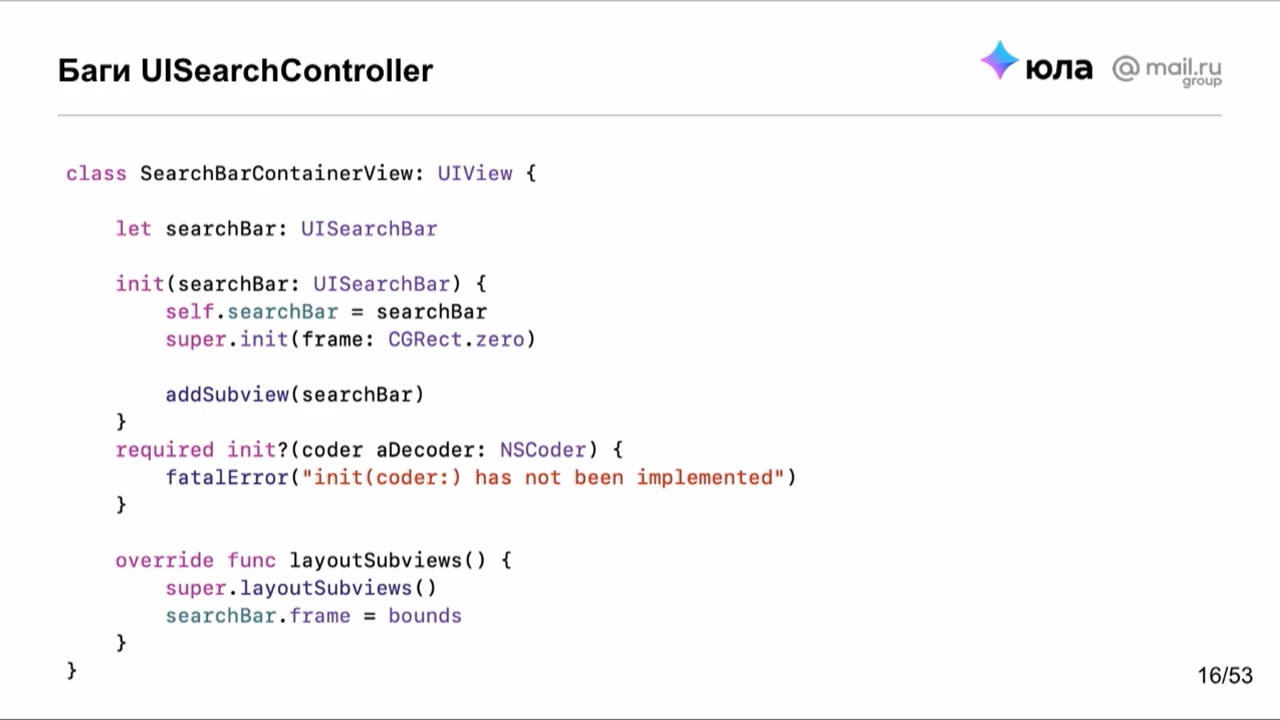 Баги UISearchController
юла @mail.ru
group
class SearchBarContainerView: UIView {
    let searchBar: UISearchBar
    init(searchBar: UISearchBar) {
        self.searchBar = searchBar
        super.init(frame: CGRect.zero)
        addSubview(searchBar)
    }
    required init?(coder aDecoder: NSCoder) {
        fatalError("init(coder:) has not been implemented")
    }
    override func layoutSubviews() {
        super.layoutSubviews()
        searchBar.frame = bounds
    }
}
16/53